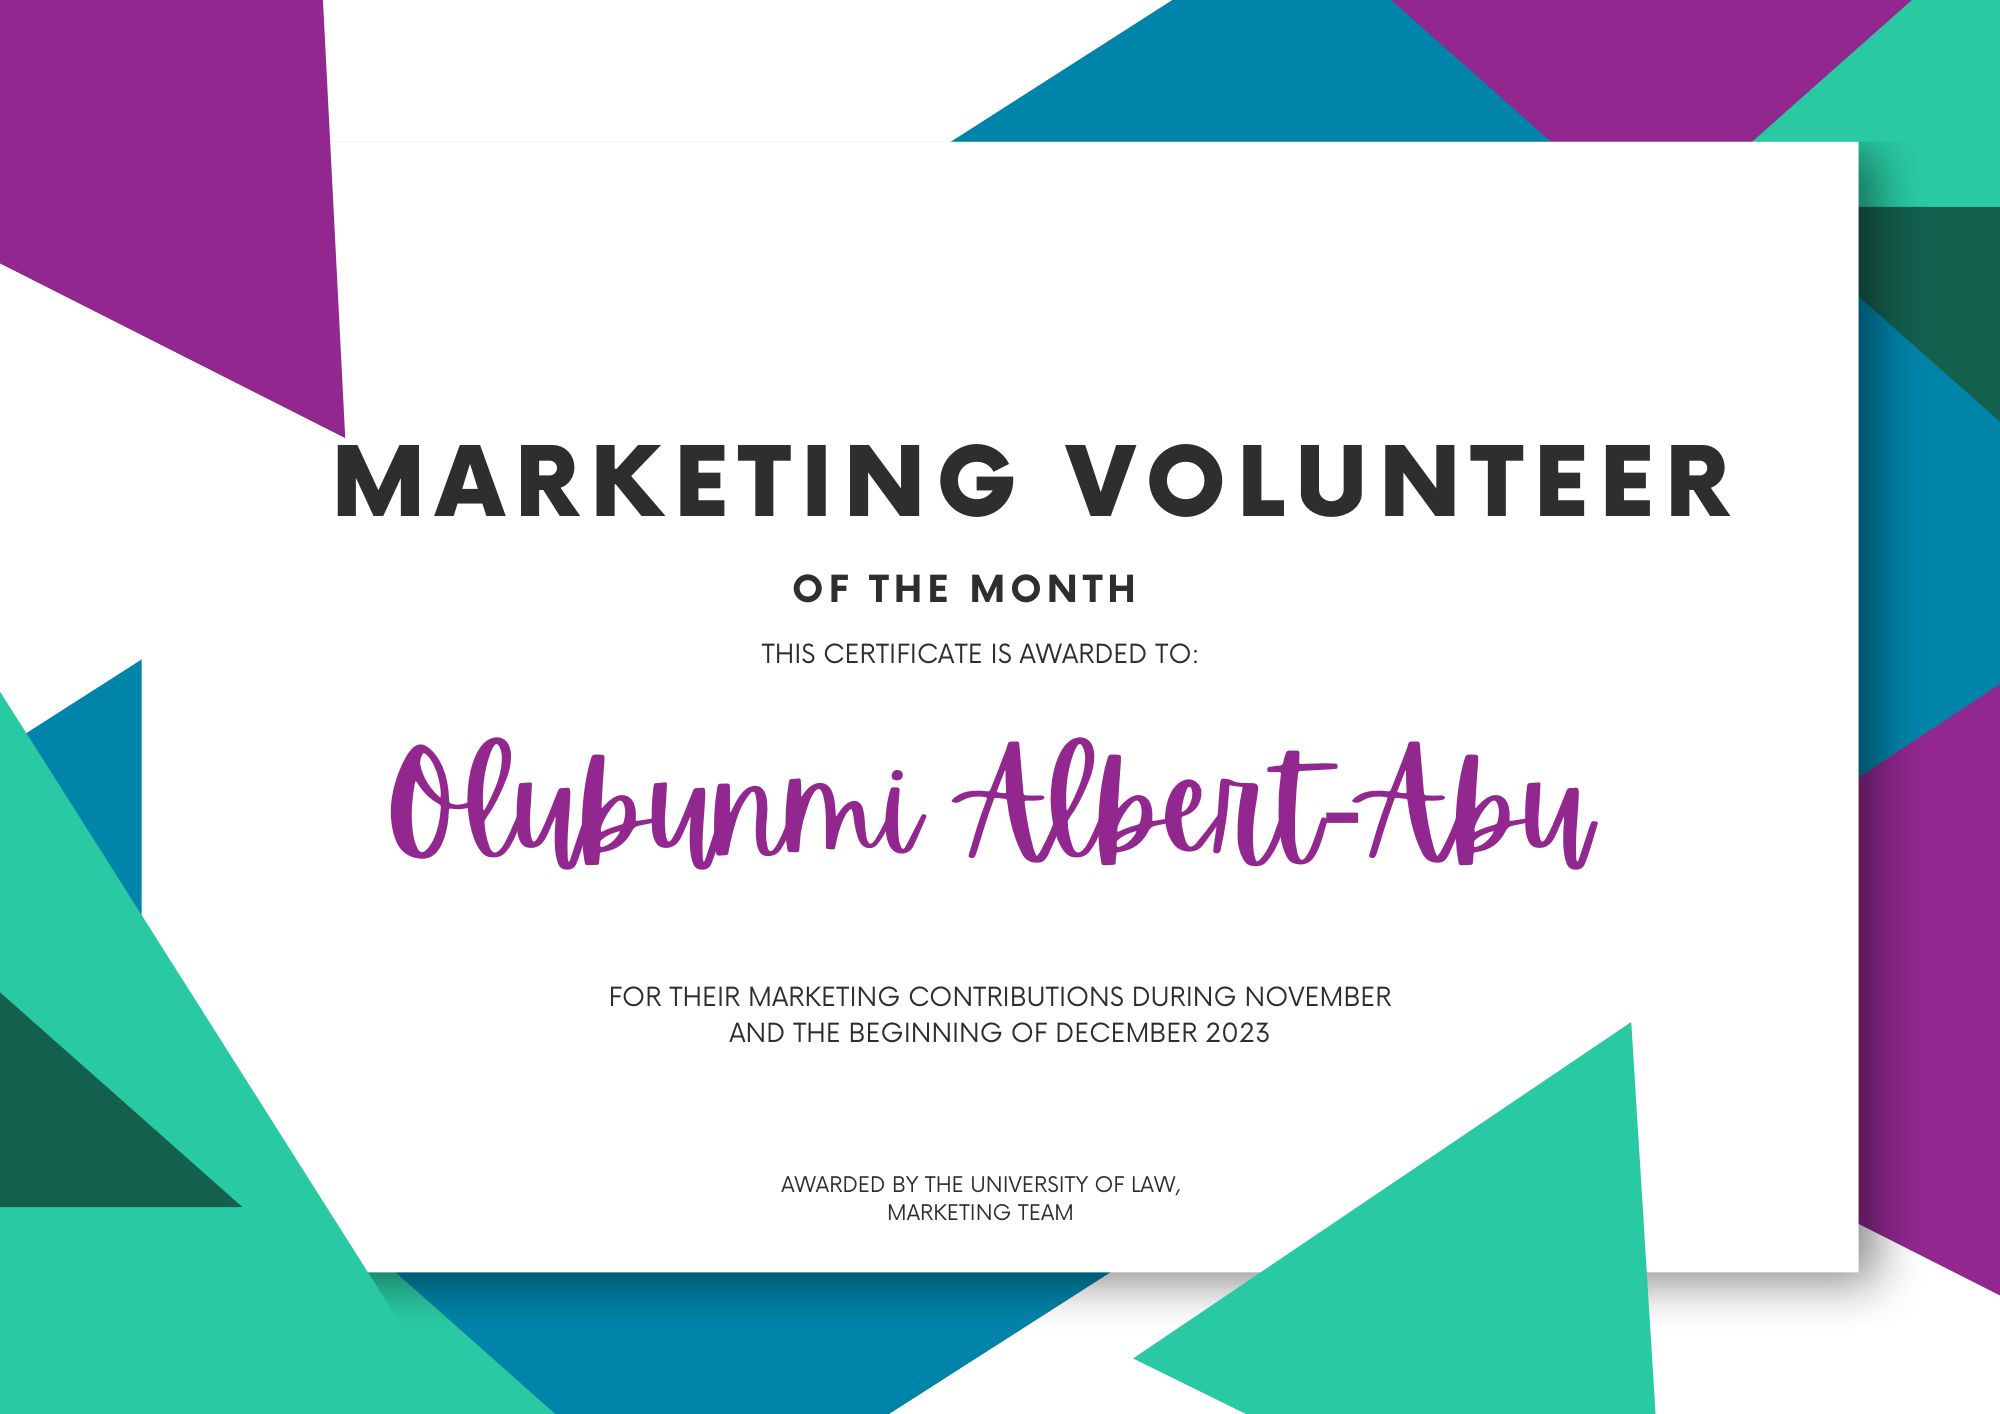 MARKETING VOLUNTEER
OF THE MONTH
THIS CERTIFICATE IS AWARDED TO:
Olubunmi Albert-Abu
FOR THEIR MARKETING CONTRIBUTIONS DURING NOVEMBER
AND THE BEGINNING OF DECEMBER 2023
AWARDED BY THE UNIVERSITY OF LAW,
MARKETING TEAM